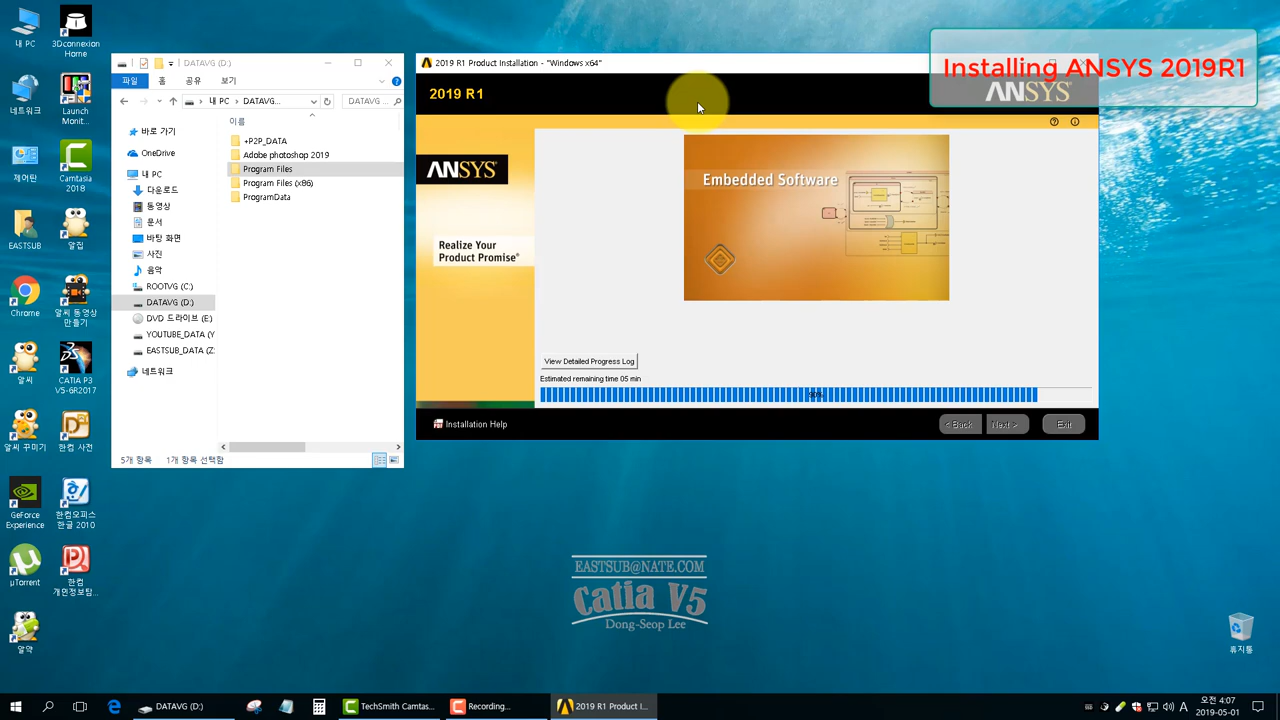 내 PC
3Dconnexion
Home
네트워크
Launch
Monitor...
제어판
Camtasia
2018
EASTSUB
알집
Chrome
알씨 동영상
만들기
알씨
CATIA P3
V5-6R2017
알씨 꾸미기
한컴 사전
GeForce
Experience
한컴오피스
한글 2010
µTorrent
한컴
개인정보탐...
알약
DATAVG (D:)
파일
홈
공유
보기
내 PC
DATAVG...
DATAVG ...
이름
바로 가기
OneDrive
내 PC
다운로드
동영상
문서
바탕 화면
사진
음악
ROOTVG (C:)
DATAVG (D:)
DVD 드라이브 (E:)
YOUTUBE_DATA (Y
EASTSUB_DATA (Z:
네트워크
+P2P_DATA
Adobe photoshop 2019
Program Files
Program Files (x86)
ProgramData
5개 항목
1개 항목 선택함
2019 R1 Product Installation - "Windows x64"
2019 R1
Installing ANSYS 2019R1
ANSYS
ANSYS
Realize Your
Product Promise®
Embedded Software
View Detailed Progress Log
Estimated remaining time 05 min
90%
Installation Help
< Back
Next >
Exit
EASTSUB@NATE.COM
Catia V5
Dong-Seop Lee
휴지통
DATAVG (D:)
TechSmith Camtas...
Recording...
2019 R1 Product I...
A
오전 4:07
2019-05-01